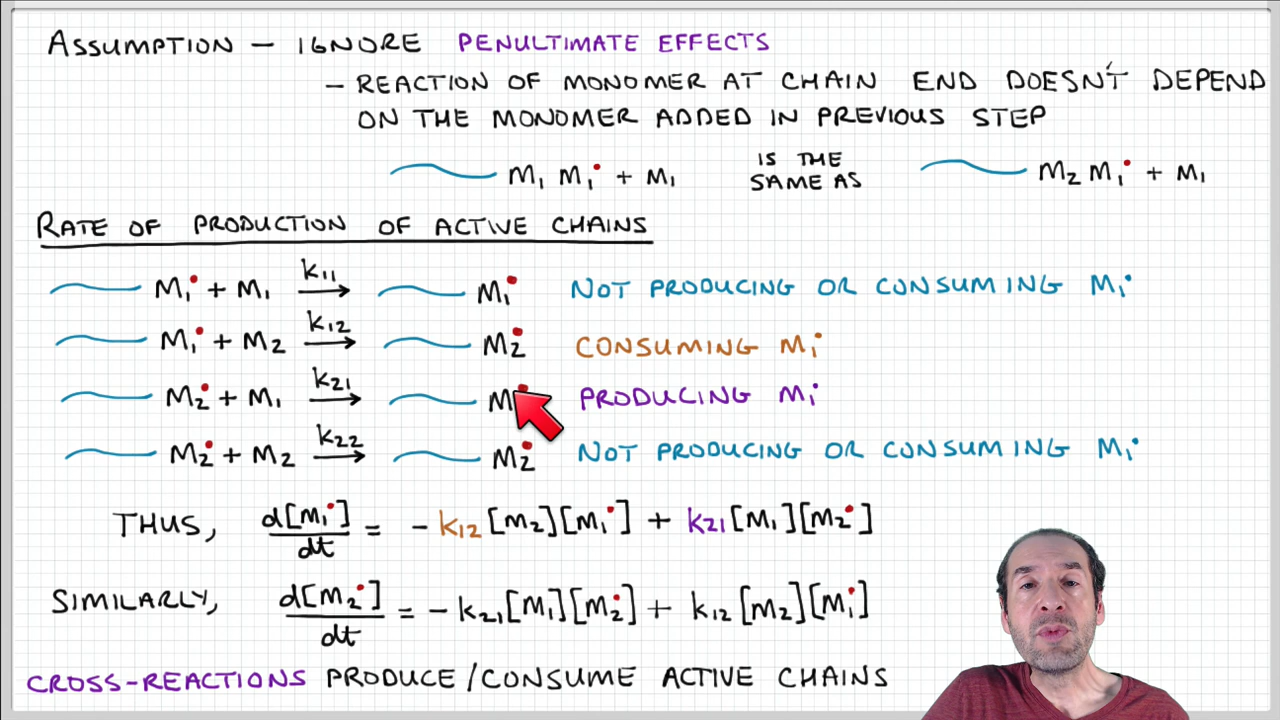 ASSUMPTION – IGNORE PENULTIMATE EFFECTS
– REACTION OF MONOMER AT CHAIN END DOESN'T DEPEND
ON THE MONOMER ADDED IN PREVIOUS STEP
M₁ M₁• + M₁ IS THE SAME AS M₂ M₁• + M₁
RATE OF PRODUCTION OF ACTIVE CHAINS
M₁• + M₁ →k₁₁ M₁• NOT PRODUCING OR CONSUMING M₁•
M₁• + M₂ →k₁₂ M₂• CONSUMING M₁•
M₂• + M₁ →k₂₁ M PRODUCING M₁•
M₂• + M₂ →k₂₂ M₂• NOT PRODUCING OR CONSUMING M₁•
THUS, d[M₁•]/dt = – k₁₂ [M₂][M₁•] + k₂₁ [M₁][M₂•]
SIMILARLY, d[M₂•]/dt = – k₂₁ [M₁][M₂•] + k₁₂ [M₂][M₁•]
CROSS-REACTIONS PRODUCE/CONSUME ACTIVE CHAINS